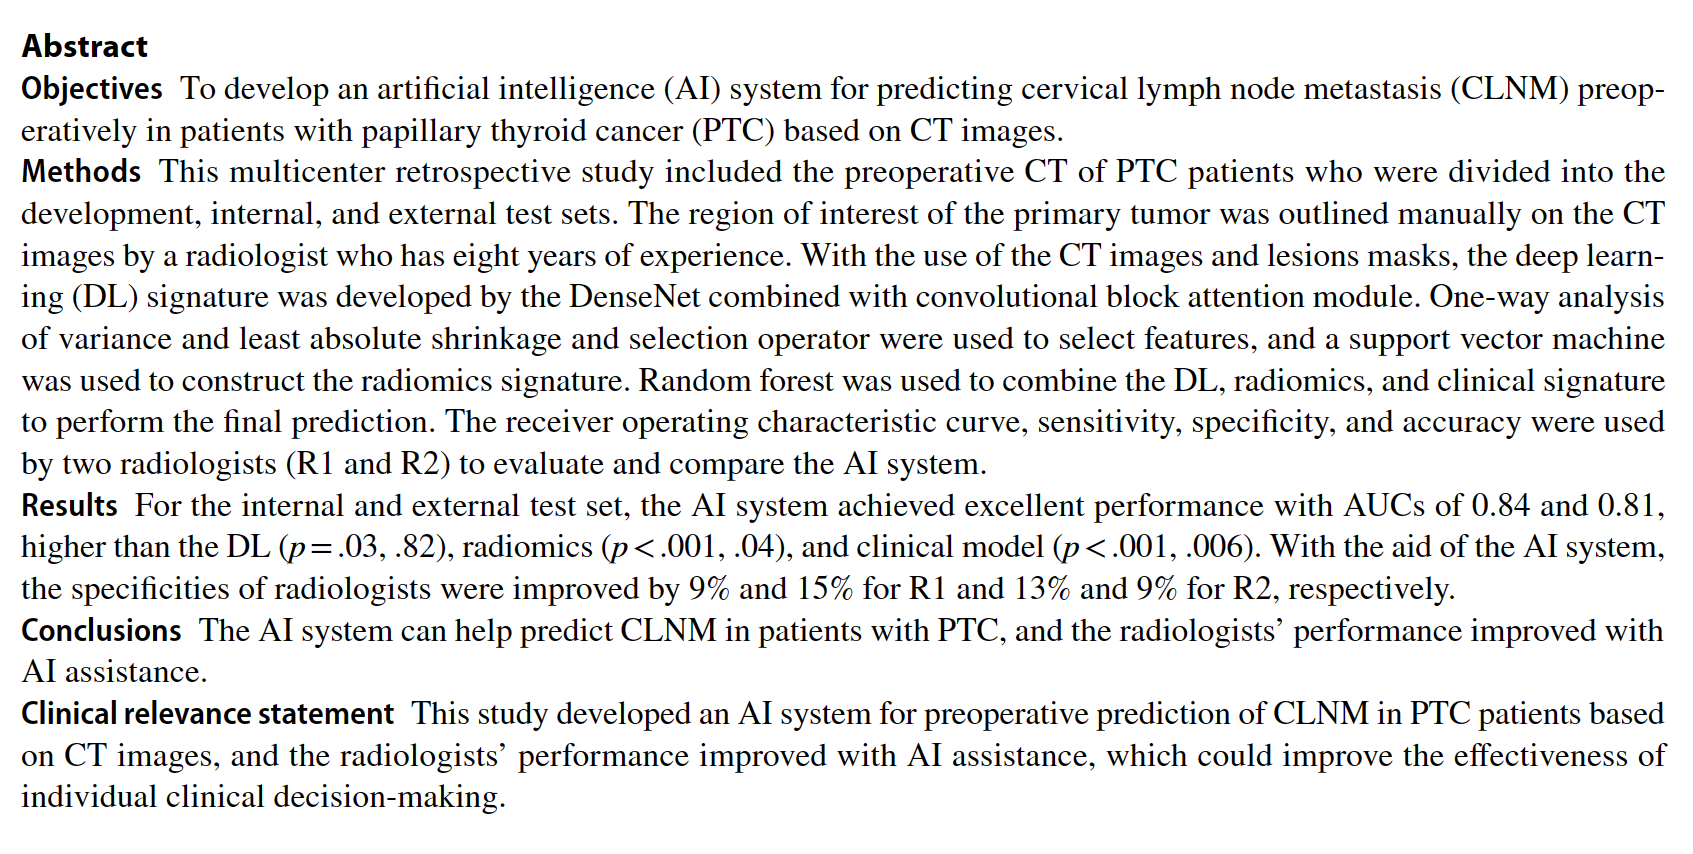 Abstract
Objectives To develop an artificial intelligence (AI) system for predicting cervical lymph node metastasis (CLNM) preop-
eratively in patients with papillary thyroid cancer (PTC) based on CT images.
Methods This multicenter retrospective study included the preoperative CT of PTC patients who were divided into the
development, internal, and external test sets. The region of interest of the primary tumor was outlined manually on the CT
images by a radiologist who has eight years of experience. With the use of the CT images and lesions masks, the deep learn-
ing (DL) signature was developed by the DenseNet combined with convolutional block attention module. One-way analysis
of variance and least absolute shrinkage and selection operator were used to select features, and a support vector machine
was used to construct the radiomics signature. Random forest was used to combine the DL, radiomics, and clinical signature
to perform the final prediction. The receiver operating characteristic curve, sensitivity, specificity, and accuracy were used
by two radiologists (R1 and R2) to evaluate and compare the AI system.
Results For the internal and external test set, the AI system achieved excellent performance with AUCs of 0.84 and 0.81,
higher than the DL (p = .03, .82), radiomics (p < .001, .04), and clinical model (p < .001, .006). With the aid of the AI system,
the specificities of radiologists were improved by 9% and 15% for R1 and 13% and 9% for R2, respectively.
Conclusions The AI system can help predict CLNM in patients with PTC, and the radiologists’ performance improved with
AI assistance.
Clinical relevance statement This study developed an AI system for preoperative prediction of CLNM in PTC patients based
on CT images, and the radiologists’ performance improved with AI assistance, which could improve the effectiveness of
individual clinical decision-making.